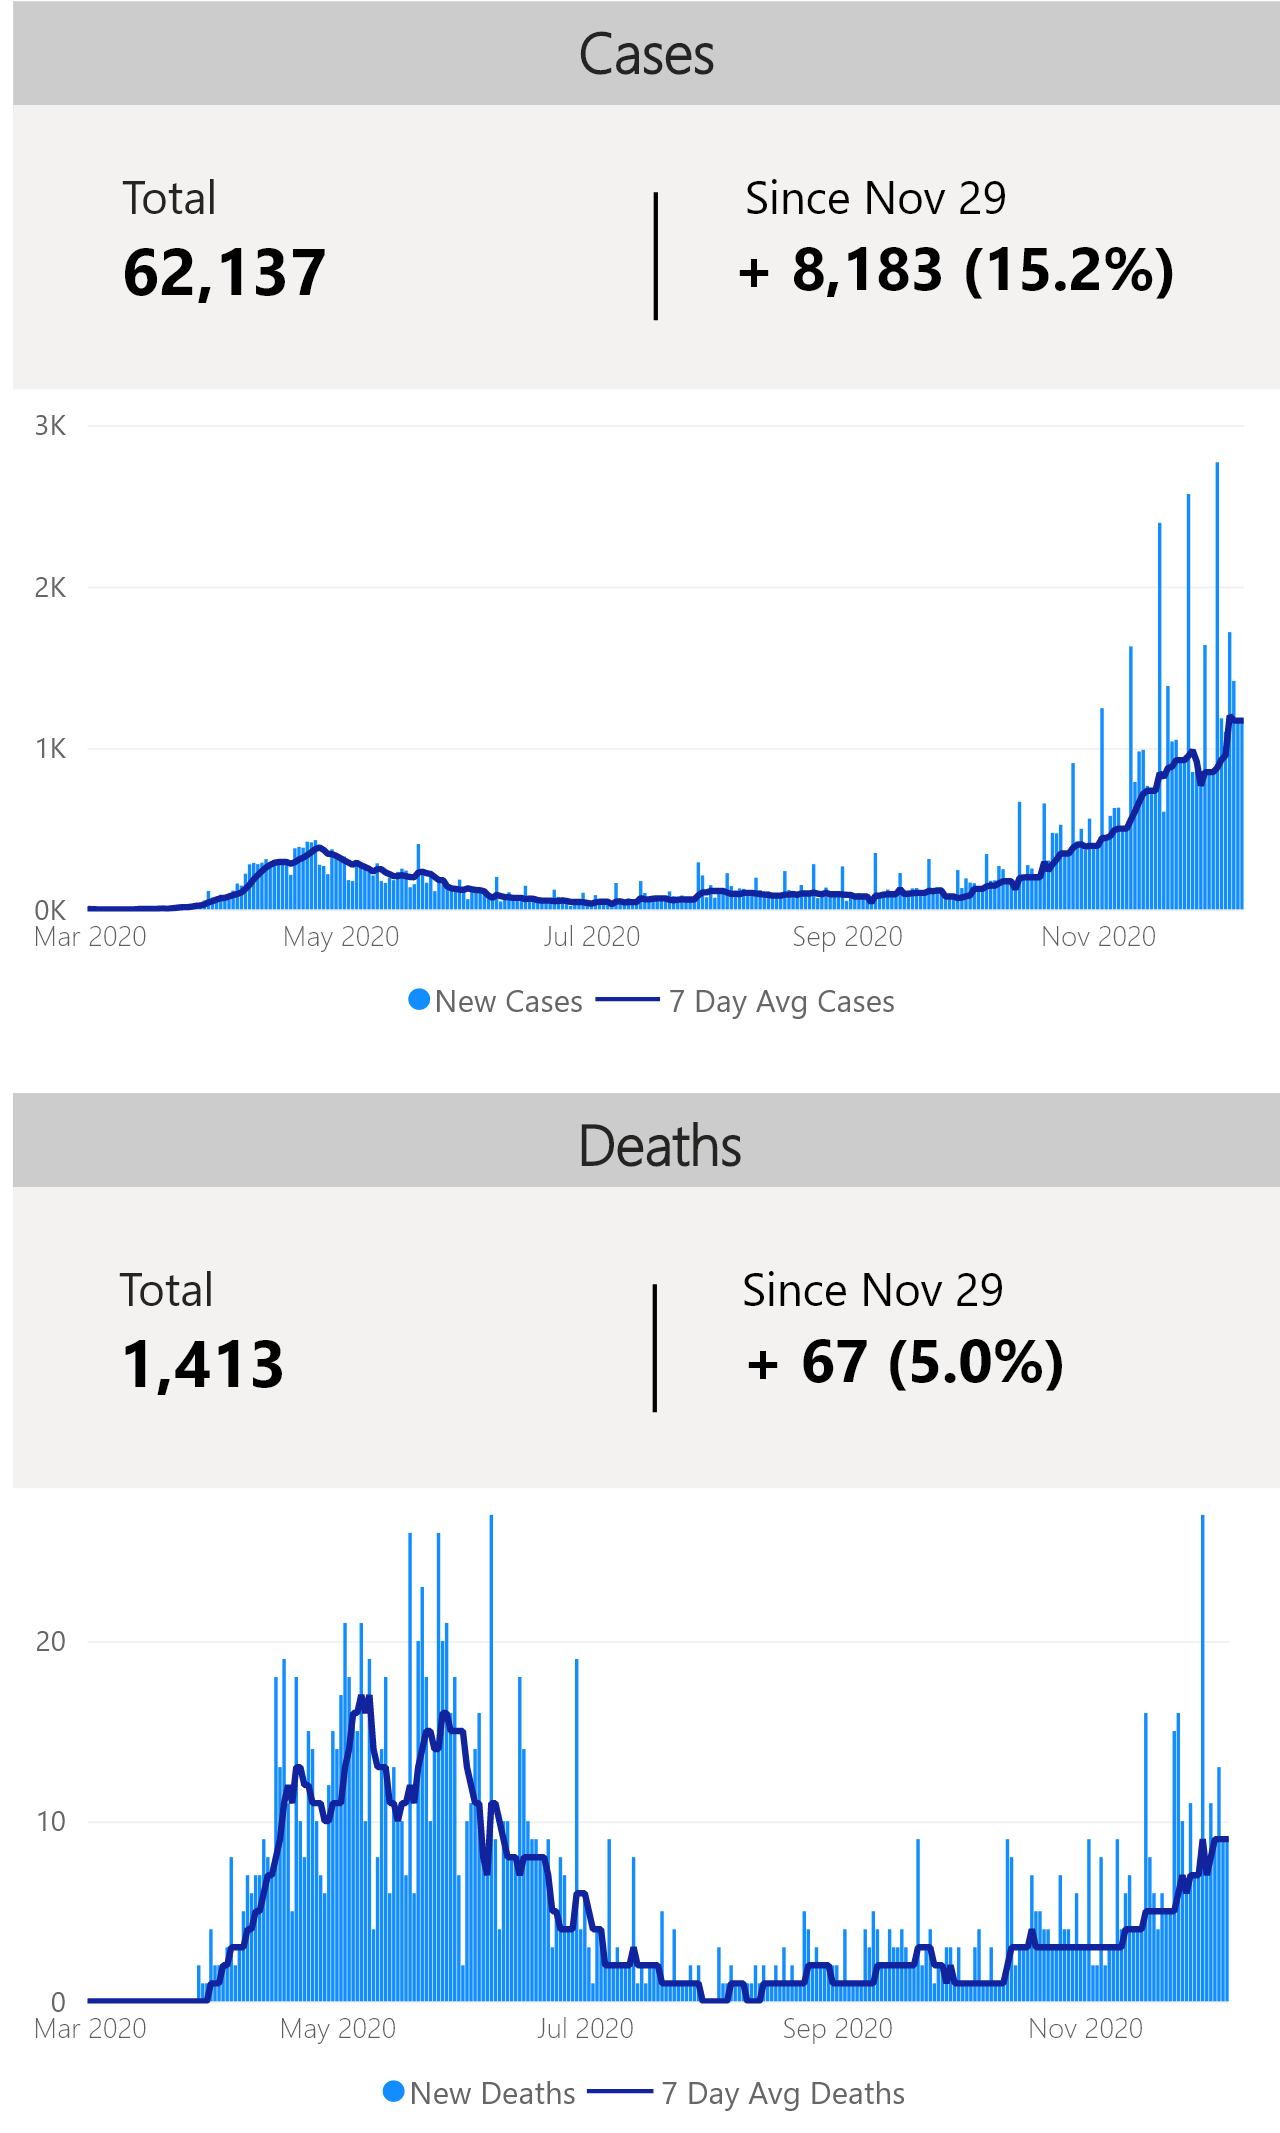 Cases
Total
Since Nov 29
62,137
+ 8,183 (15.2%)
3K
2K
1K
0K
Mar 2020 May 2020 Jul 2020 Sep 2020 Nov 2020
New Cases 7 Day Avg Cases
Deaths
Total
Since Nov 29
1,413
+ 67 (5.0%)
20
10
0
Mar 2020 May 2020 Jul 2020 Sep 2020 Nov 2020
New Deaths 7 Day Avg Deaths